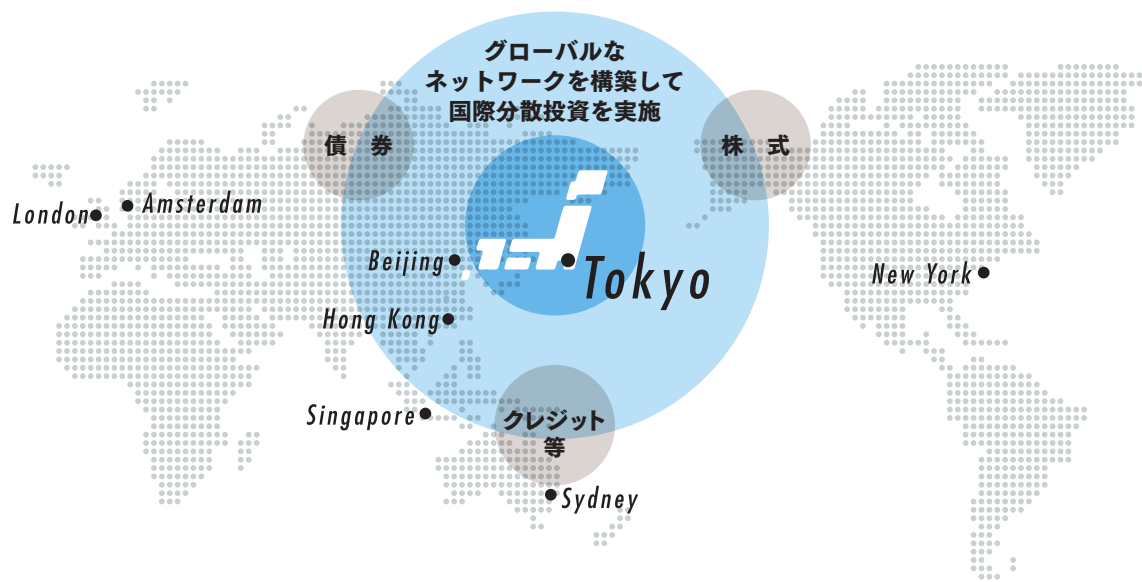 グローバルな
ネットワークを構築して
国際分散投資を実施
債 券
株 式
London
Amsterdam
Beijing
Tokyo
New York
Hong Kong
Singapore
クレジット
等
Sydney